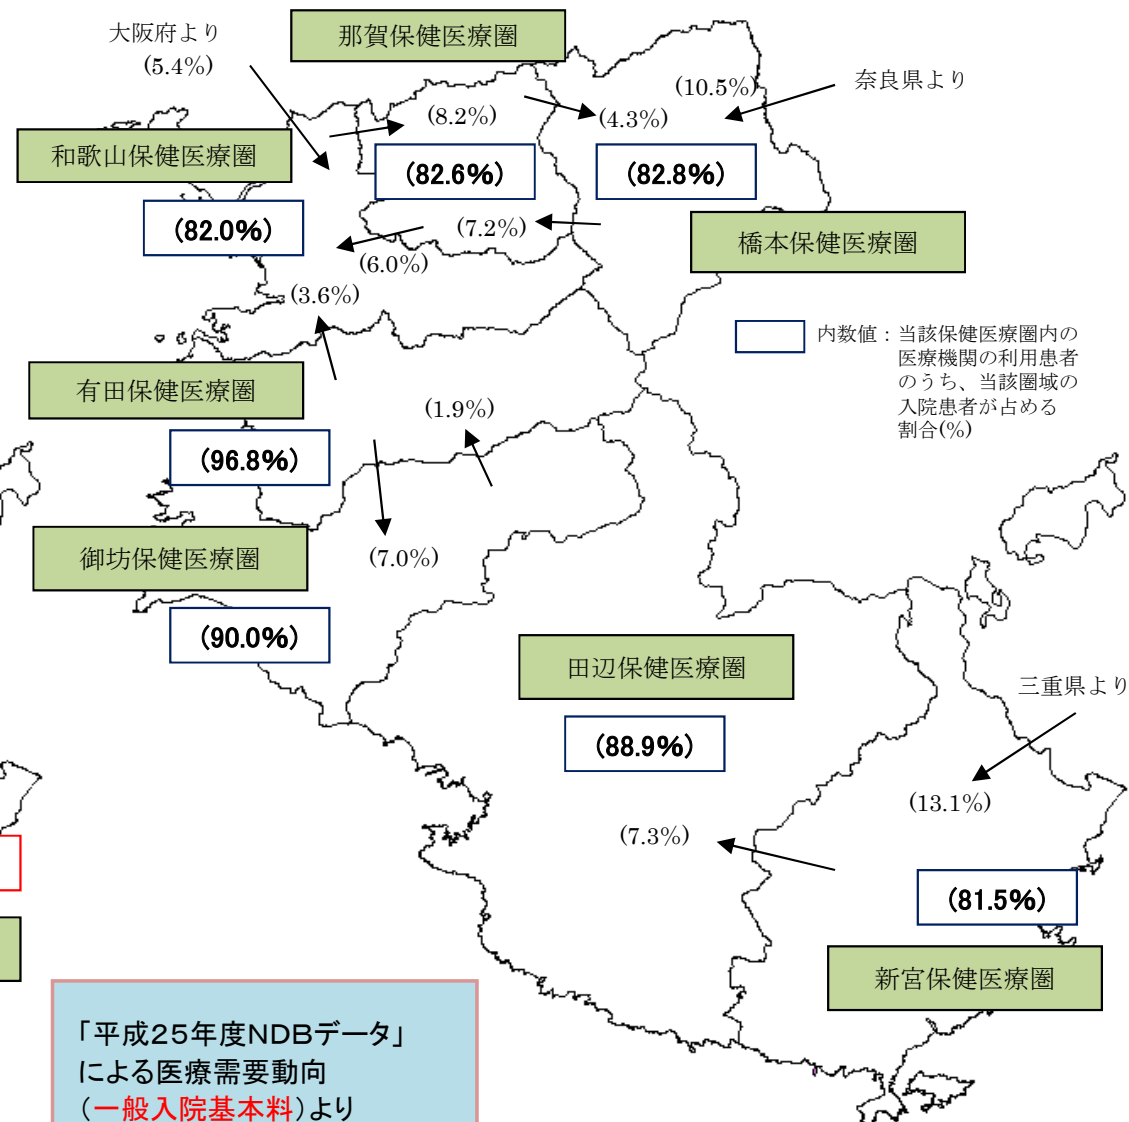 大阪府より
(5.4%)
那賀保健医療圏
(10.5%)
奈良県より
(8.2%)
(4.3%)
和歌山保健医療圏
(82.6%)
(82.8%)
(82.0%)
(7.2%)
橋本保健医療圏
(6.0%)
(3.6%)
内数値：当該保健医療圏内の
医療機関の利用患者
のうち、当該圏域の
入院患者が占める
割合(%)
有田保健医療圏
(1.9%)
(96.8%)
御坊保健医療圏
(7.0%)
(90.0%)
田辺保健医療圏
三重県より
(88.9%)
(13.1%)
(7.3%)
(81.5%)
新宮保健医療圏
「平成25年度NDBデータ」
による医療需要動向
（一般入院基本料）より